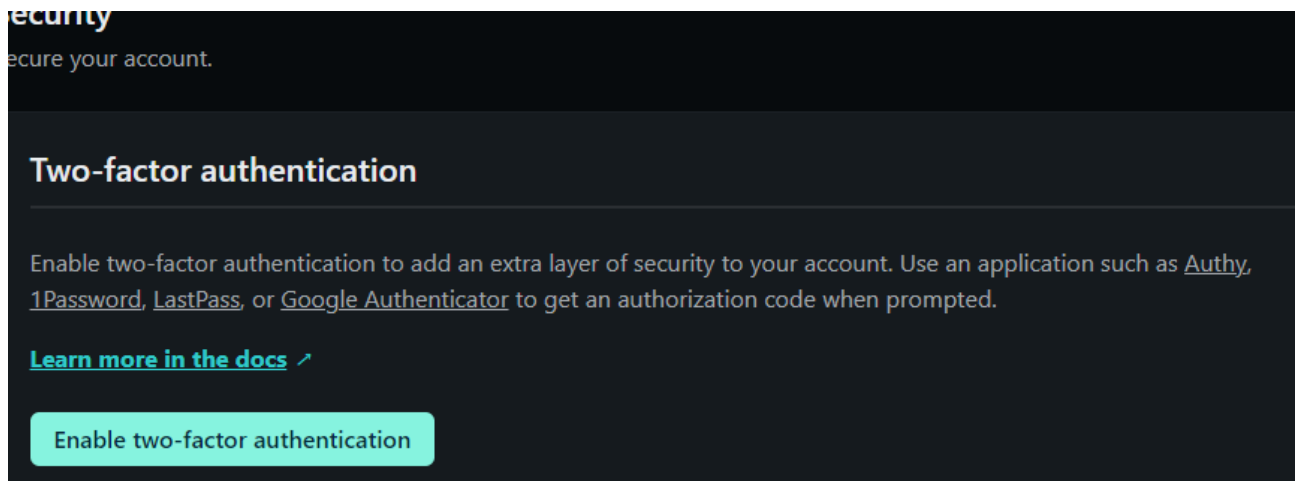 ecurity
ecure your account.
Two-factor authentication
Enable two-factor authentication to add an extra layer of security to your account. Use an application such as Authy,
1Password, LastPass, or Google Authenticator to get an authorization code when prompted.
Learn more in the docs ↗
Enable two-factor authentication